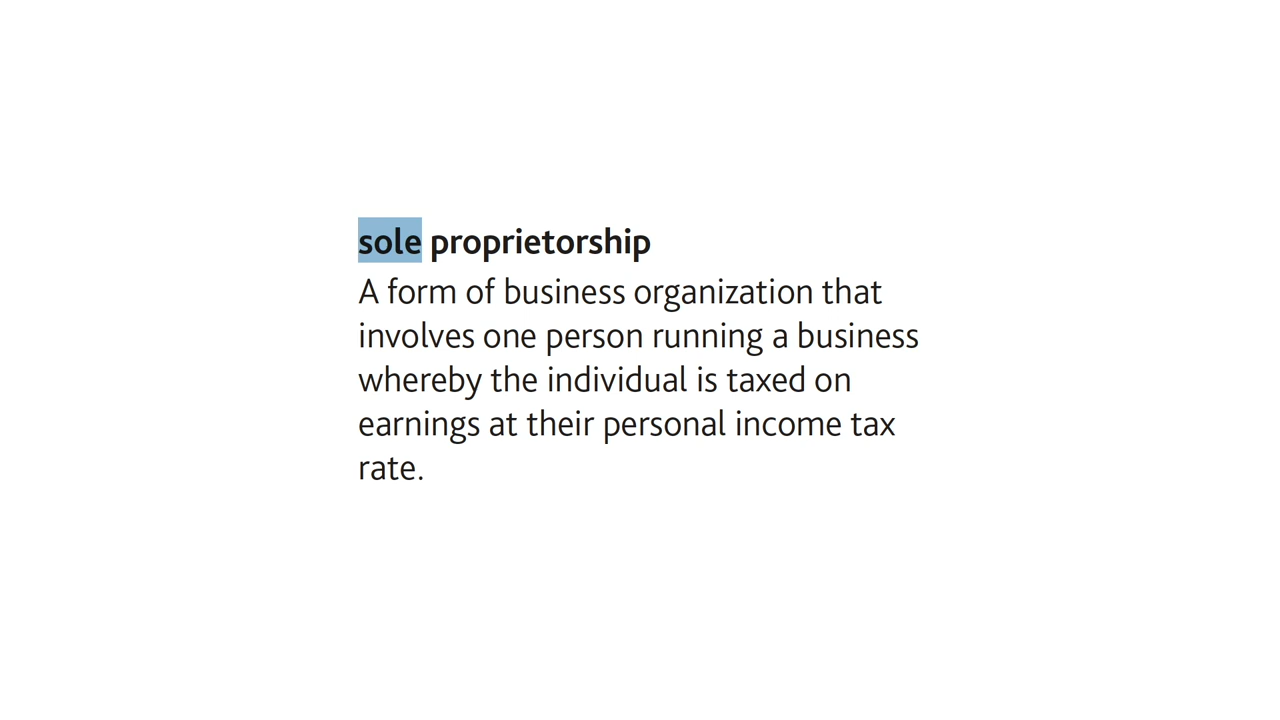 sole proprietorship
A form of business organization that
involves one person running a business
whereby the individual is taxed on
earnings at their personal income tax
rate.